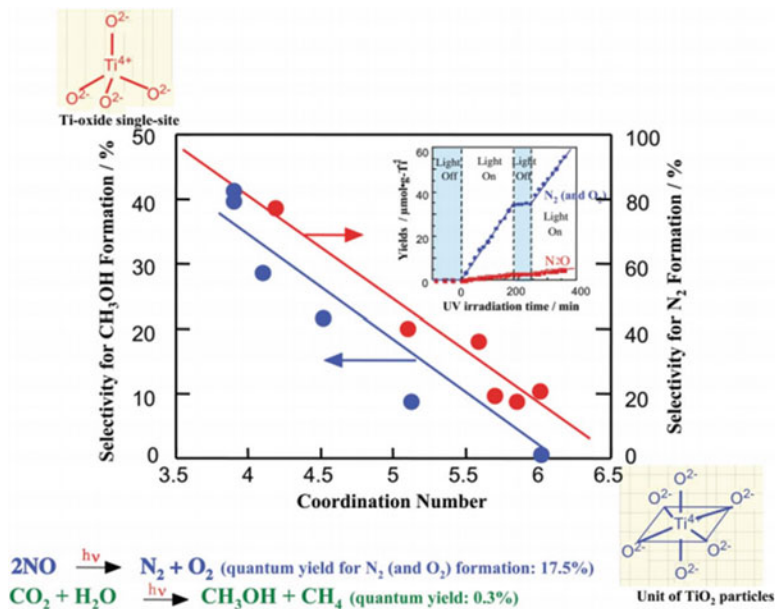 O²⁻
Ti⁴⁺
O²⁻ O²⁻ O²⁻
Ti-oxide single-site
Selectivity for CH₃OH Formation / %
50
40
30
20
10
0
3.5 4 4.5 5 5.5 6 6.5
Coordination Number
100
80
60
40
20
0
Selectivity for N₂ Formation / %
Yields / μmol•g-Ti⁻¹
60
40
20
0
Light Off
Light On
Light Off
Light On
N₂ (and O₂)
N₂O
0 200 400
UV irradiation time / min
O²⁻
O²⁻ O²⁻
Ti⁴
O²⁻ O²⁻
O²⁻
Unit of TiO₂ particles
2NO hν N₂ + O₂ (quantum yield for N₂ (and O₂) formation: 17.5%)
CO₂ + H₂O hν CH₃OH + CH₄ (quantum yield: 0.3%)